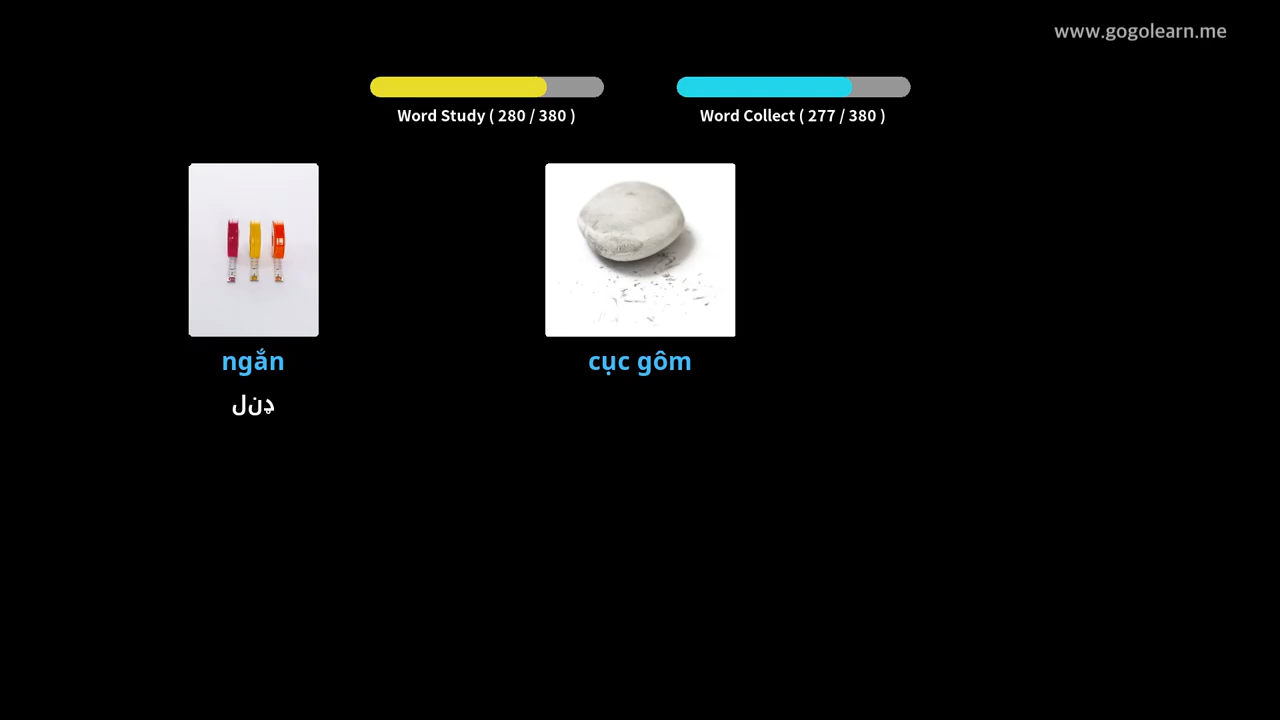 www.gogolearn.me
Word Study ( 280 / 380 )
Word Collect ( 277 / 380 )
ngắn
cục gôm
لنډ